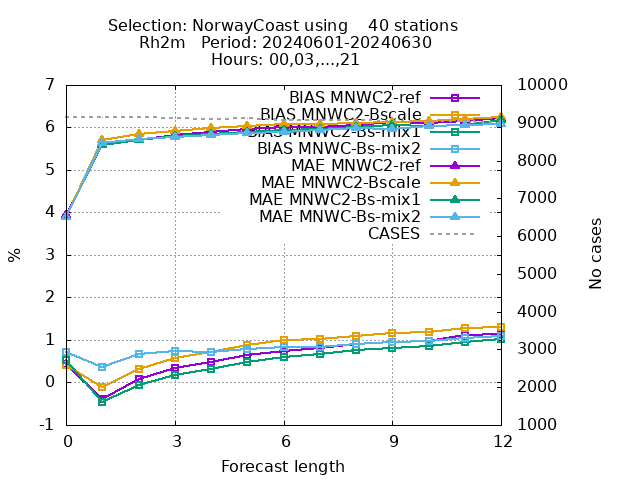 Selection: NorwayCoast using    40 stations
Rh2m   Period: 20240601-20240630
Hours: 00,03,...,21
7
6
5
4
3
2
1
0
-1
%
10000
9000
8000
7000
6000
5000
4000
3000
2000
1000
No cases
BIAS MNWC2-ref
BIAS MNWC2-Bscale
BIAS MNWC2-Bs-mix1
BIAS MNWC-Bs-mix2
MAE MNWC2-ref
MAE MNWC2-Bscale
MAE MNWC2-Bs-mix1
MAE MNWC-Bs-mix2
CASES
0 3 6 9 12
Forecast length